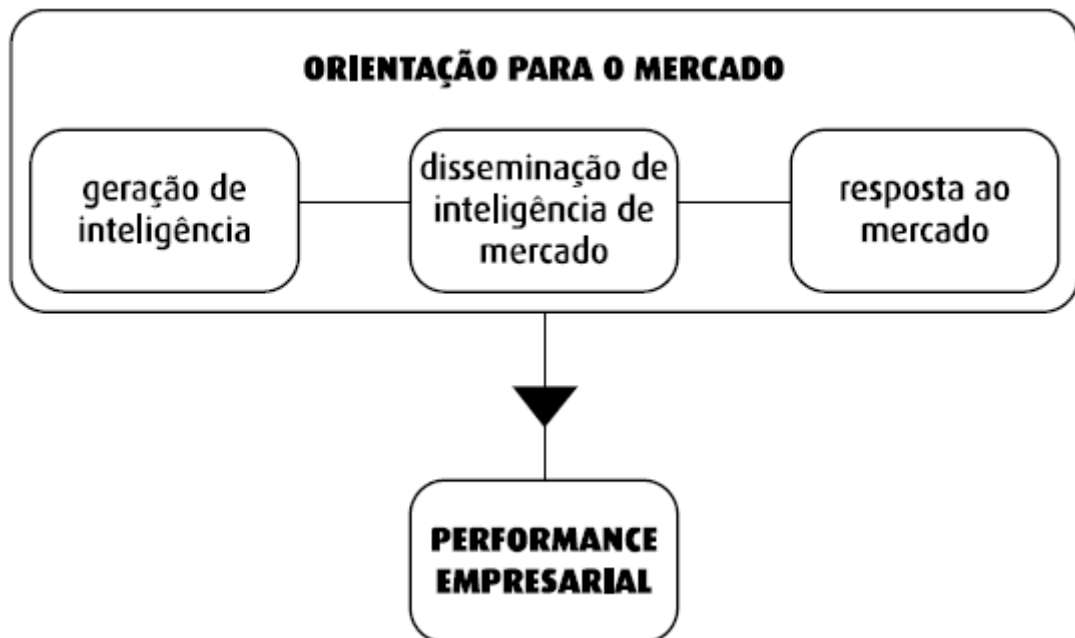 ORIENTAÇÃO PARA O MERCADO
geração de
inteligência
disseminação de
inteligência de
mercado
resposta ao
mercado
PERFORMANCE
EMPRESARIAL